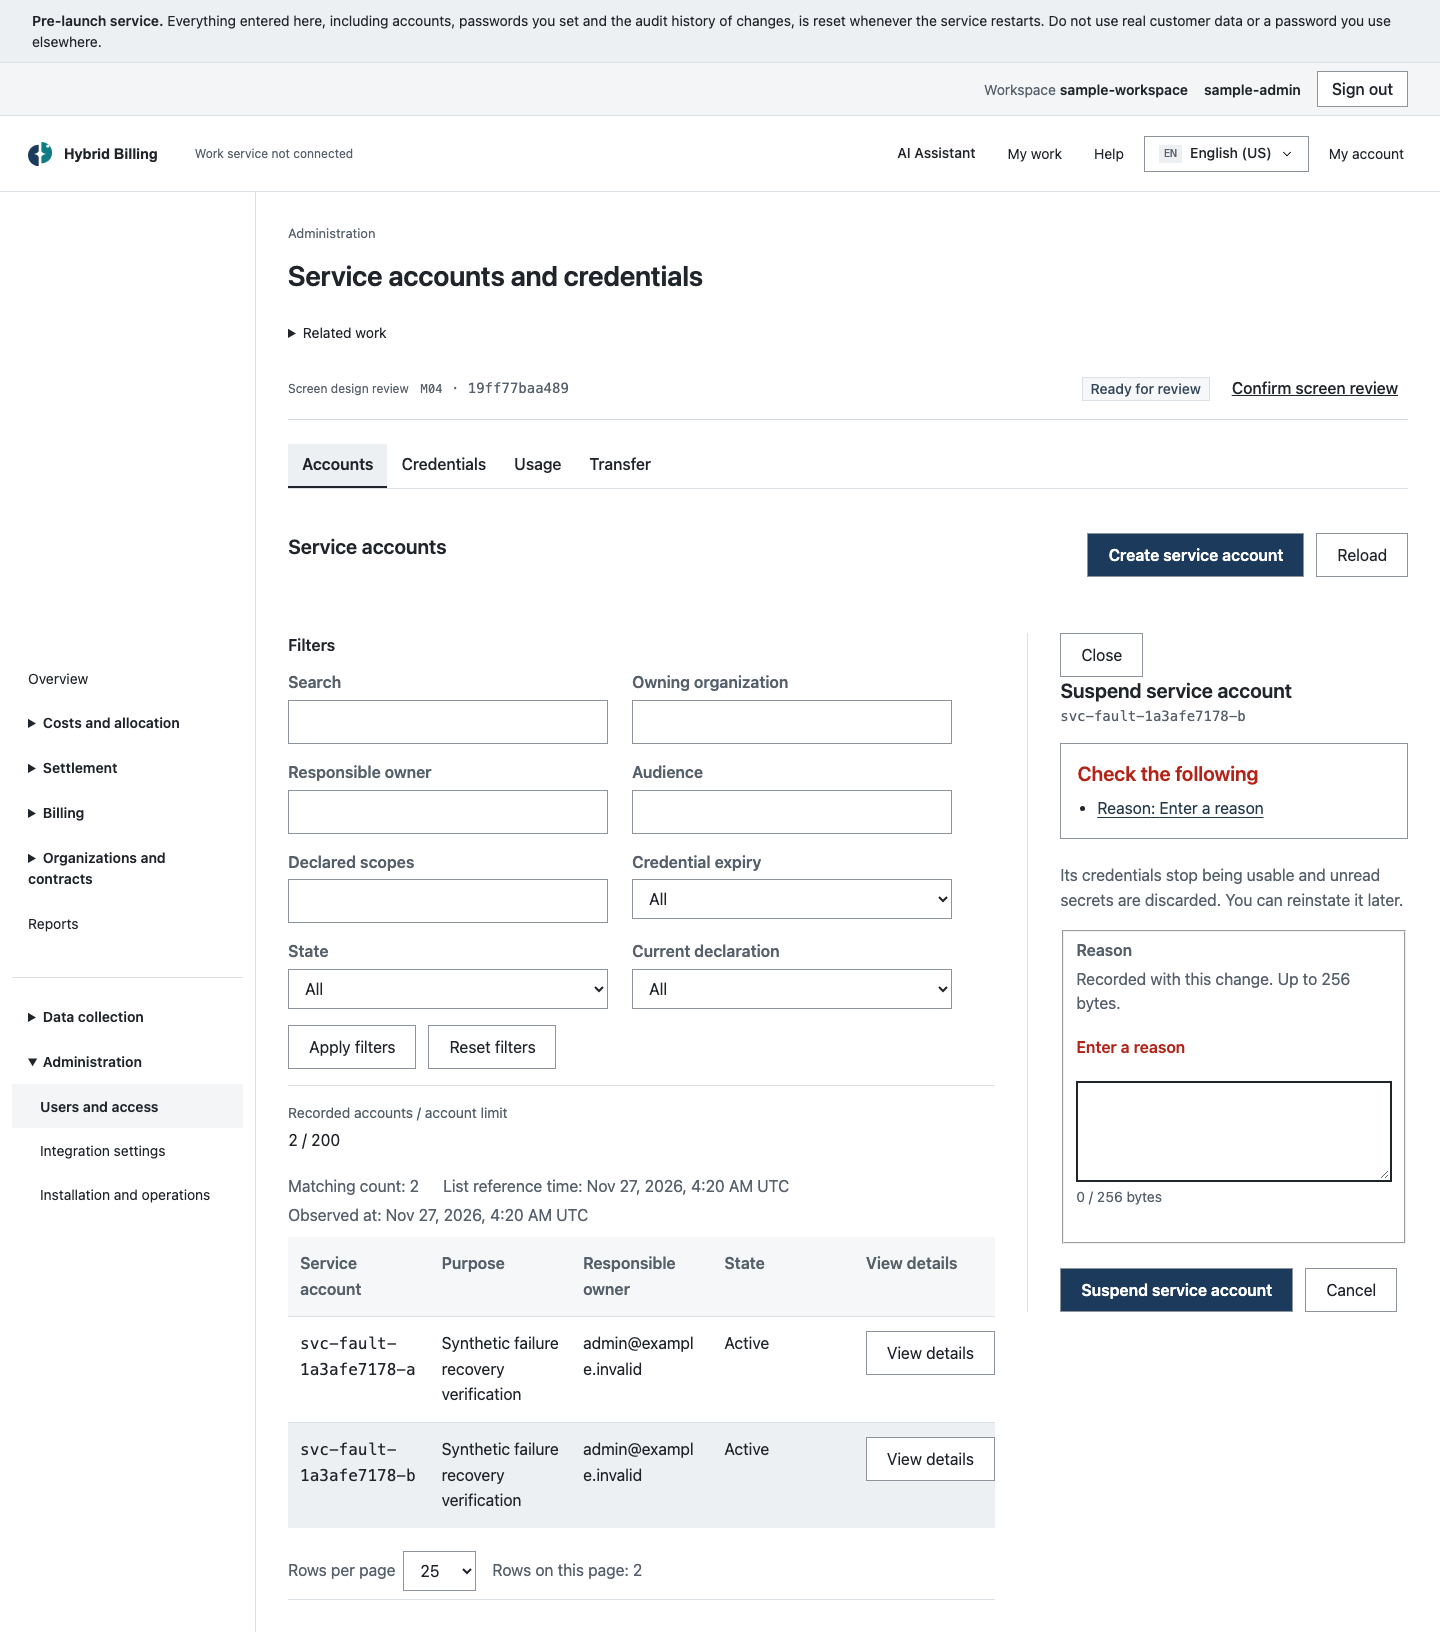 Pre-launch service. Everything entered here, including accounts, passwords you set and the audit history of changes, is reset whenever the service restarts. Do not use real customer data or a password you use
elsewhere.
Workspace sample-workspace sample-admin Sign out
Hybrid Billing Work service not connected AI Assistant My work Help EN English (US) My account
Administration
Service accounts and credentials
Related work
Screen design review M04 · 19ff77baa489 Ready for review Confirm screen review
Accounts Credentials Usage Transfer
Service accounts Create service account Reload
Overview
Costs and allocation
Settlement
Billing
Organizations and
contracts
Reports
Data collection
Administration
Users and access
Integration settings
Installation and operations
Filters
Search Owning organization
Responsible owner Audience
Declared scopes Credential expiry
All
State Current declaration
All All
Apply filters Reset filters
Recorded accounts / account limit
2 / 200
Matching count: 2 List reference time: Nov 27, 2026, 4:20 AM UTC
Observed at: Nov 27, 2026, 4:20 AM UTC
Service account Purpose Responsible owner State View details
svc-fault-1a3afe7178-a Synthetic failure recovery verification admin@example.invalid Active View details
svc-fault-1a3afe7178-b Synthetic failure recovery verification admin@example.invalid Active View details
Rows per page 25 Rows on this page: 2
Close
Suspend service account
svc-fault-1a3afe7178-b
Check the following
Reason: Enter a reason
Its credentials stop being usable and unread
secrets are discarded. You can reinstate it later.
Reason
Recorded with this change. Up to 256
bytes.
Enter a reason
0 / 256 bytes
Suspend service account Cancel